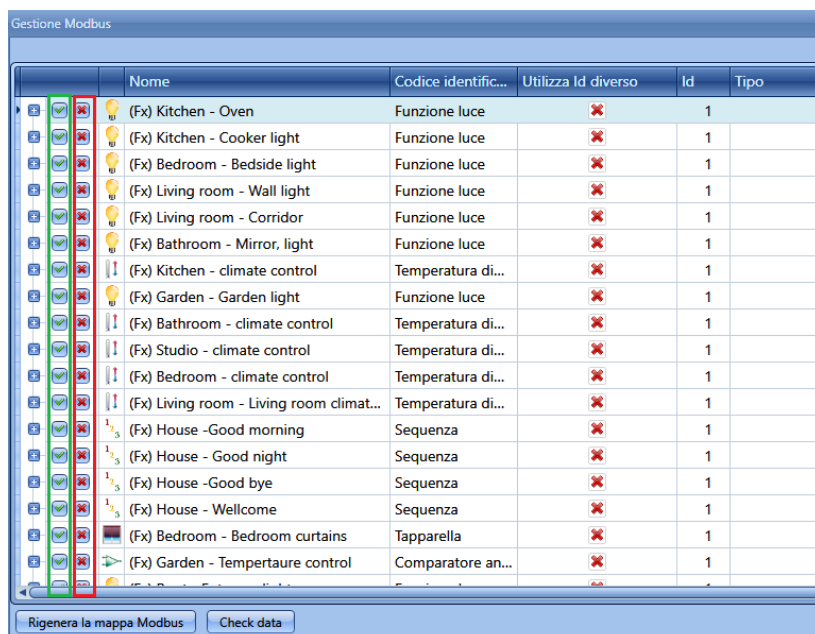 Gestione Modbus
Nome Codice identific... Utilizza Id diverso Id Tipo
(Fx) Kitchen - Oven Funzione luce 1
(Fx) Kitchen - Cooker light Funzione luce 1
(Fx) Bedroom - Bedside light Funzione luce 1
(Fx) Living room - Wall light Funzione luce 1
(Fx) Living room - Corridor Funzione luce 1
(Fx) Bathroom - Mirror, light Funzione luce 1
(Fx) Kitchen - climate control Temperatura di... 1
(Fx) Garden - Garden light Funzione luce 1
(Fx) Bathroom - climate control Temperatura di... 1
(Fx) Studio - climate control Temperatura di... 1
(Fx) Bedroom - climate control Temperatura di... 1
(Fx) Living room - Living room climat... Temperatura di... 1
(Fx) House -Good morning Sequenza 1
(Fx) House - Good night Sequenza 1
(Fx) House -Good bye Sequenza 1
(Fx) House - Wellcome Sequenza 1
(Fx) Bedroom - Bedroom curtains Tapparella 1
(Fx) Garden - Tempertaure control Comparatore an... 1
Rigenera la mappa Modbus Check data